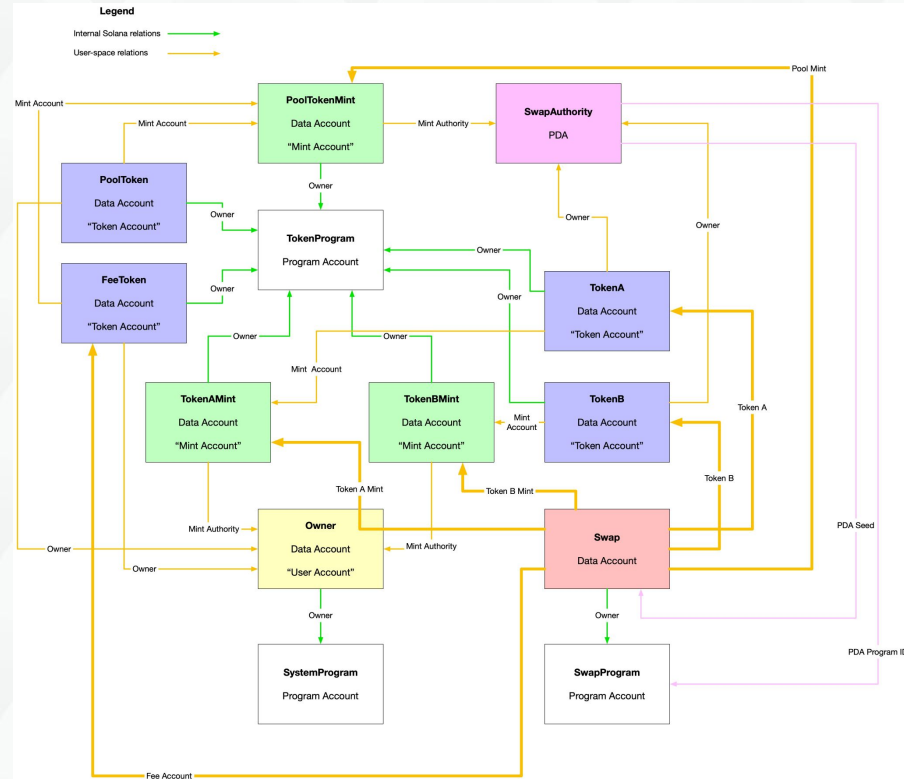 Legend
Internal Solana relations
User-space relations
Pool Mint
PoolTokenMint
Data Account
“Mint Account”
SwapAuthority
PDA
Mint Account
Mint Account
Mint Authority
PoolToken
Data Account
“Token Account”
Owner
Owner
TokenProgram
Program Account
Owner
Owner
Owner
FeeToken
Data Account
“Token Account”
Owner
Owner
TokenA
Data Account
“Token Account”
Owner
Owner
Mint Account
TokenAMint
Data Account
“Mint Account”
TokenBMint
Data Account
“Mint Account”
Mint
Account
TokenB
Data Account
“Token Account”
Token A
Token B
Token A Mint
Token B Mint
Mint Authority
Mint Authority
Owner
Data Account
“User Account”
Swap
Data Account
PDA Seed
Owner
Owner
Owner
Owner
SystemProgram
Program Account
SwapProgram
Program Account
PDA Program ID
Fee Account